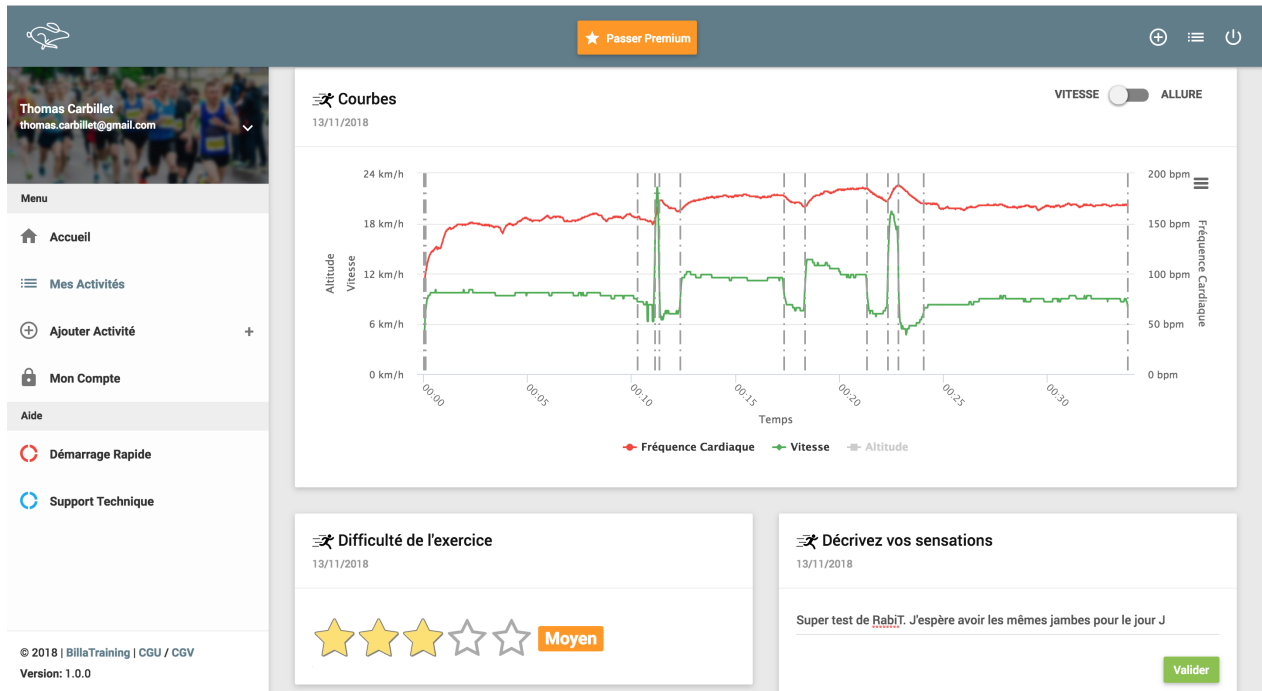 Passer Premium
Thomas Carbillet
thomas.carbillet@gmail.com
Menu
Accueil
Mes Activités
Ajouter Activité +
Mon Compte
Aide
Démarrage Rapide
Support Technique
© 2018 | BillaTraining | CGU / CGV
Version: 1.0.0
Courbes
13/11/2018
VITESSE ALLURE
24 km/h
18 km/h
12 km/h
6 km/h
0 km/h
Altitude
Vitesse
200 bpm
150 bpm
100 bpm
50 bpm
0 bpm
Fréquence Cardiaque
00:00
00:05
00:10
00:15
00:20
00:25
00:30
Temps
Fréquence Cardiaque Vitesse Altitude
Difficulté de l'exercice
13/11/2018
Moyen
Décrivez vos sensations
13/11/2018
Super test de RabiT. J'espère avoir les mêmes jambes pour le jour J
Valider